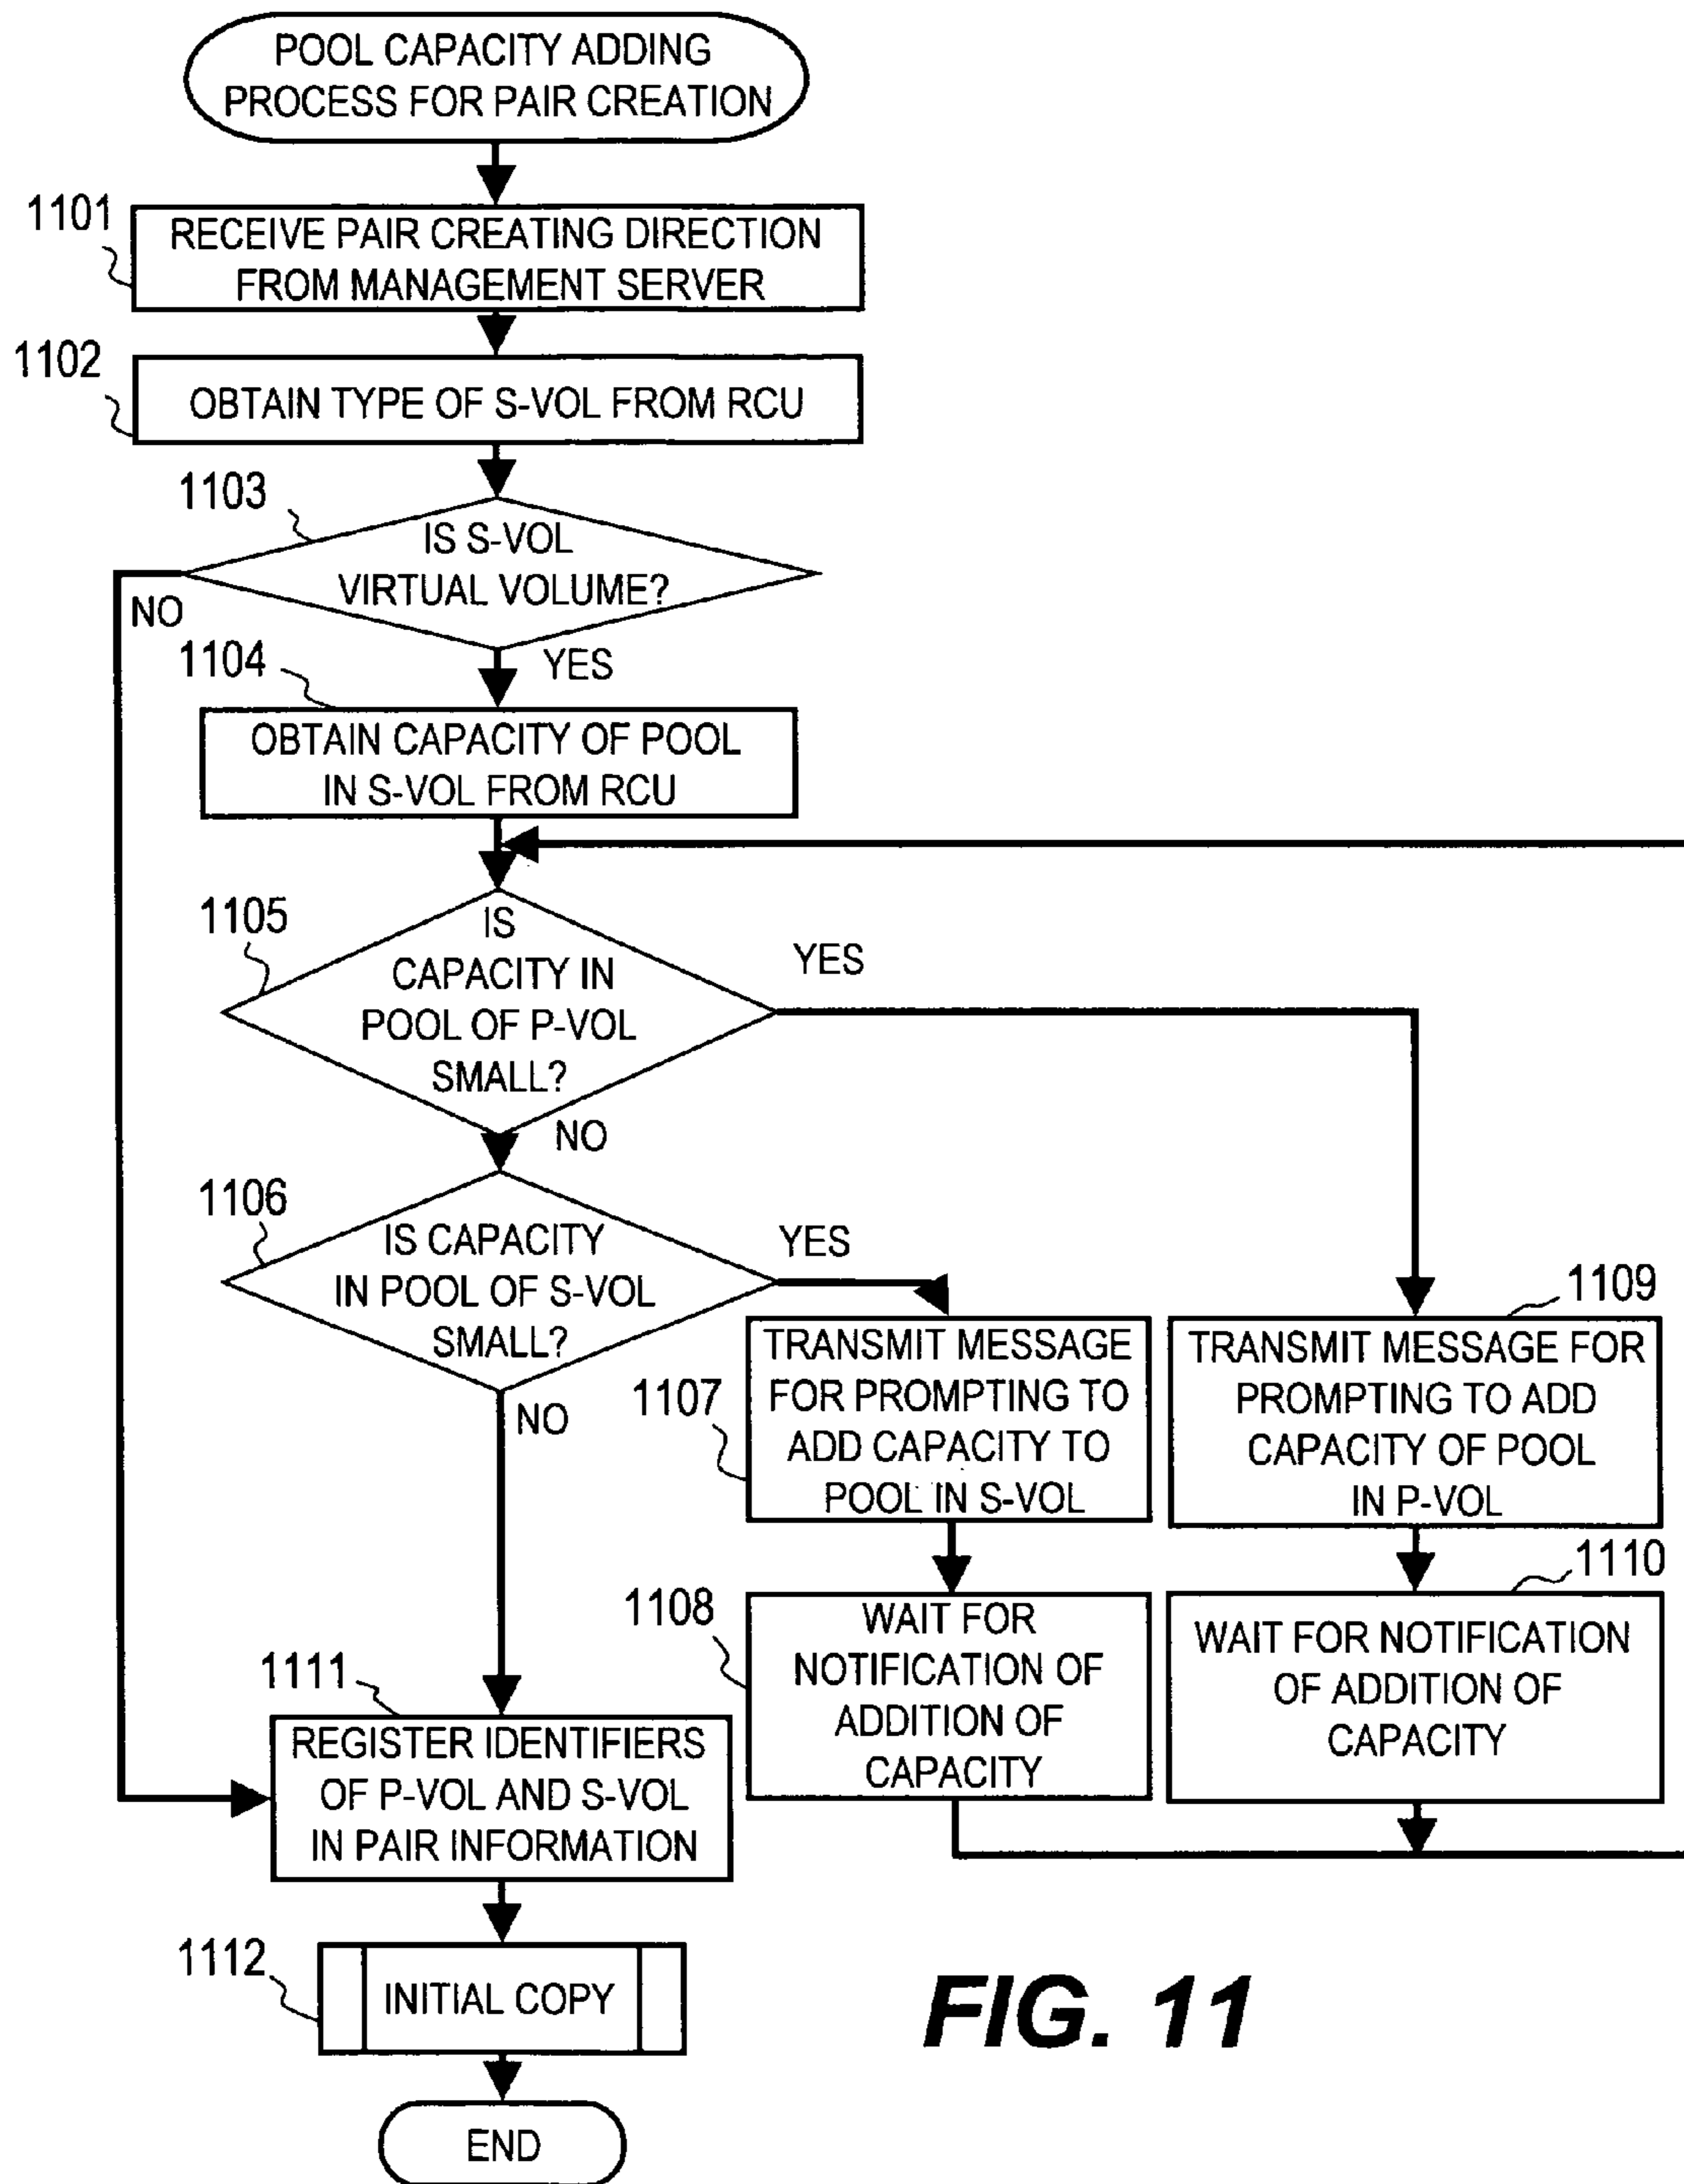 POOL CAPACITY ADDING
PROCESS FOR PAIR CREATION
1101
RECEIVE PAIR CREATING DIRECTION
FROM MANAGEMENT SERVER
1102
OBTAIN TYPE OF S-VOL FROM RCU
1103
IS S-VOL
VIRTUAL VOLUME?
NO
YES
1104
OBTAIN CAPACITY OF POOL
IN S-VOL FROM RCU
1105
IS
CAPACITY IN
POOL OF P-VOL
SMALL?
YES
NO
1106
IS CAPACITY
IN POOL OF S-VOL
SMALL?
YES
NO
1107
TRANSMIT MESSAGE
FOR PROMPTING TO
ADD CAPACITY TO
POOL IN S-VOL
1109
TRANSMIT MESSAGE FOR
PROMPTING TO ADD
CAPACITY OF POOL
IN P-VOL
1108
WAIT FOR
NOTIFICATION OF
ADDITION OF
CAPACITY
1110
WAIT FOR NOTIFICATION
OF ADDITION OF
CAPACITY
1111
REGISTER IDENTIFIERS
OF P-VOL AND S-VOL
IN PAIR INFORMATION
1112
INITIAL COPY
END
FIG. 11